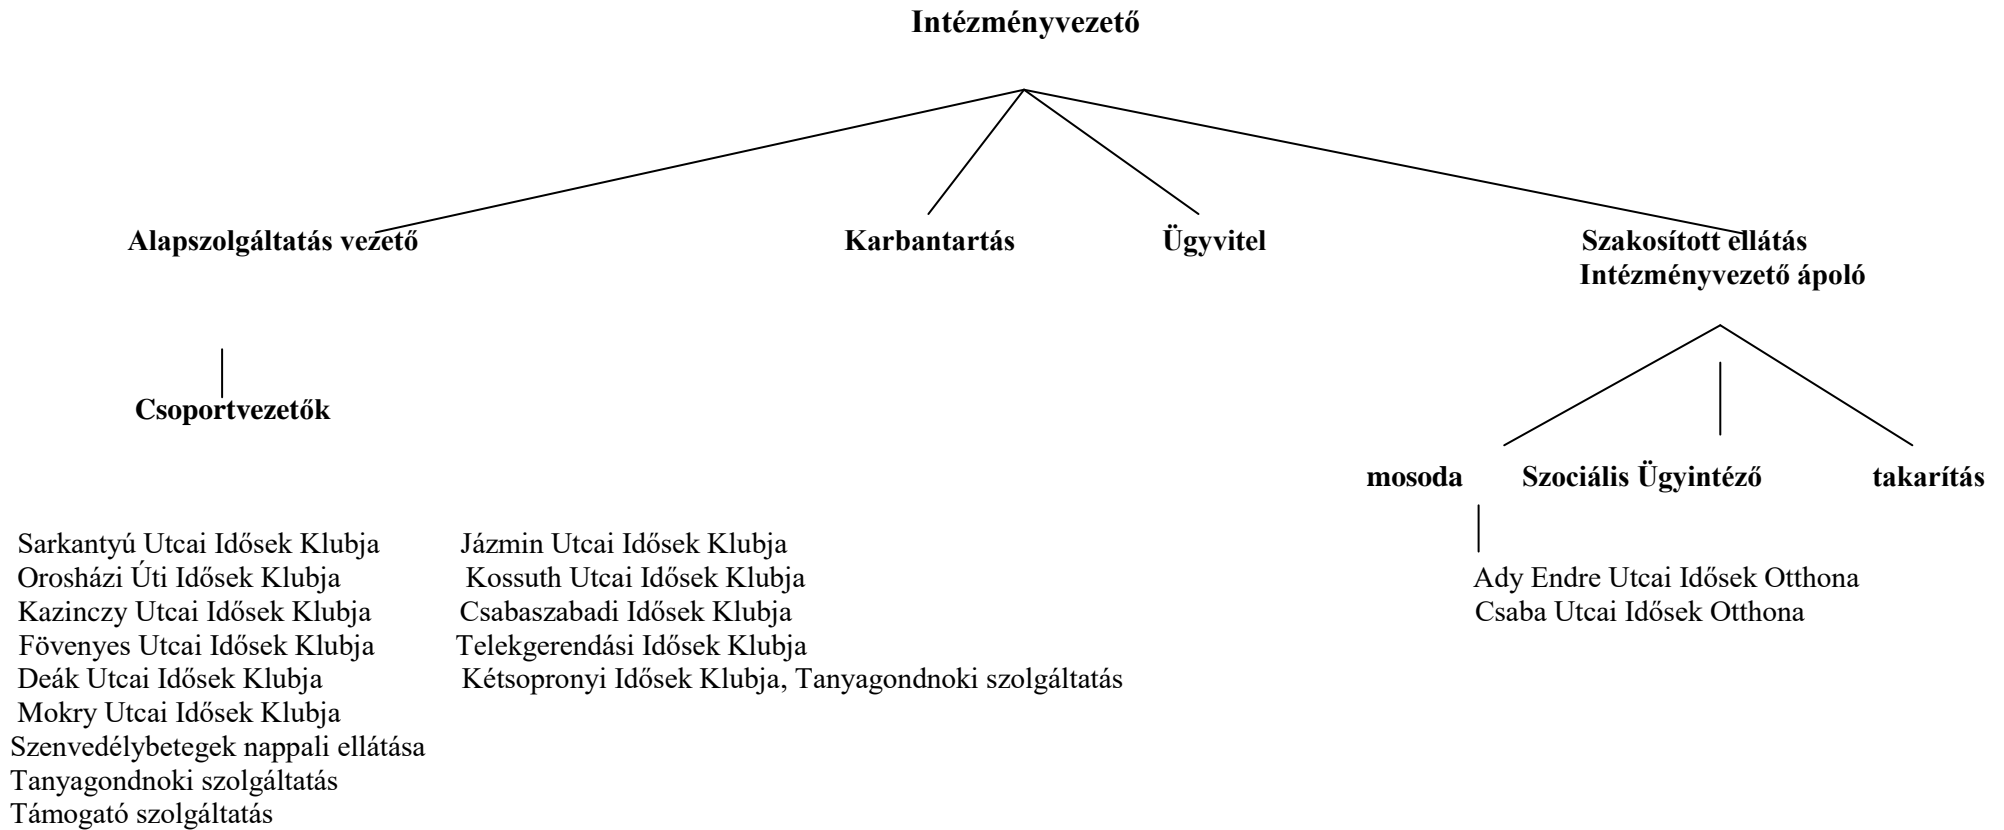 Intézményvezető
Alapszolgáltatás vezető
Karbantartás
Ügyvitel
Szakosított ellátás
Intézményvezető ápoló
Csoportvezetők
mosoda
Szociális Ügyintéző
takarítás
Sarkantyú Utcai Idősek Klubja
Orosházi Úti Idősek Klubja
Kazinczy Utcai Idősek Klubja
Fövenyes Utcai Idősek Klubja
Deák Utcai Idősek Klubja
Mokry Utcai Idősek Klubja
Szenvedélybetegek nappali ellátása
Tanyagondnoki szolgáltatás
Támogató szolgáltatás
Jázmin Utcai Idősek Klubja
Kossuth Utcai Idősek Klubja
Csabaszabadi Idősek Klubja
Telekgerendási Idősek Klubja
Kétsopronyi Idősek Klubja, Tanyagondnoki szolgáltatás
Ady Endre Utcai Idősek Otthona
Csaba Utcai Idősek Otthona